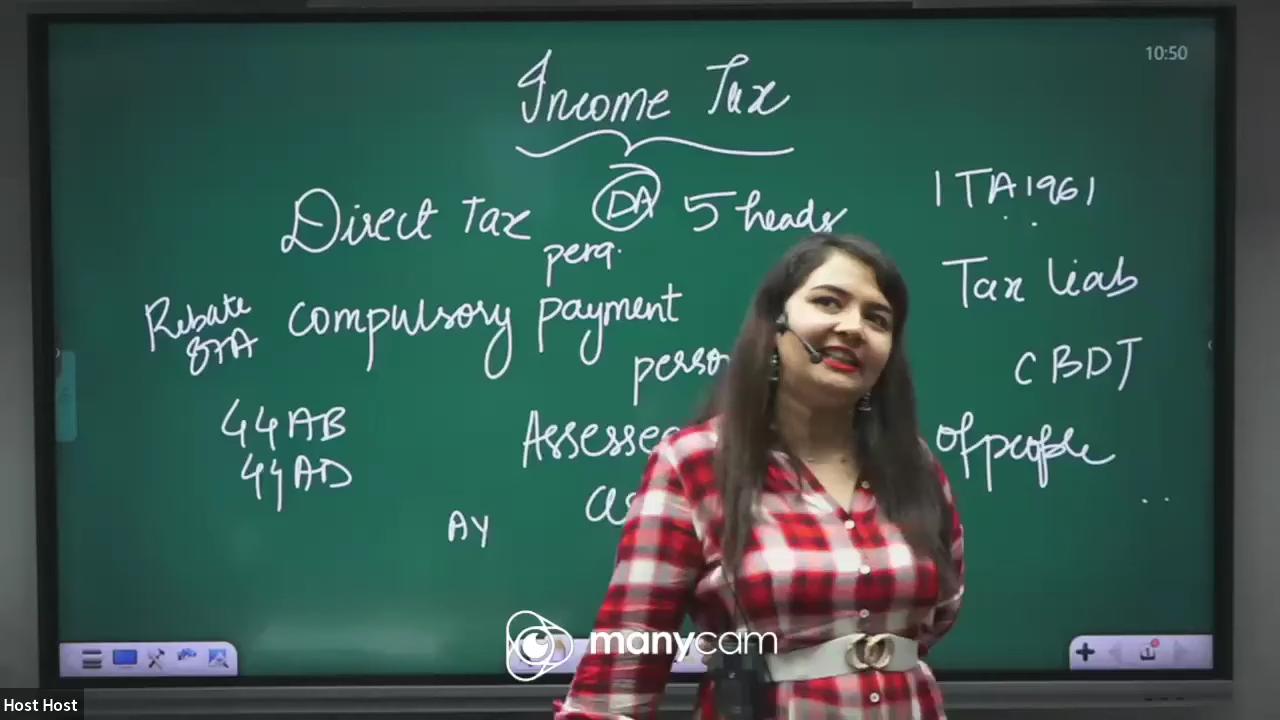 10:50
Income Tax
Direct Tax DA 5 heads ITA 1961
perq.
Tax liab
Rebate compulsory payment
87A
person
CBDT
44AB Assessee of people
44AD
AY
manycam
Host Host